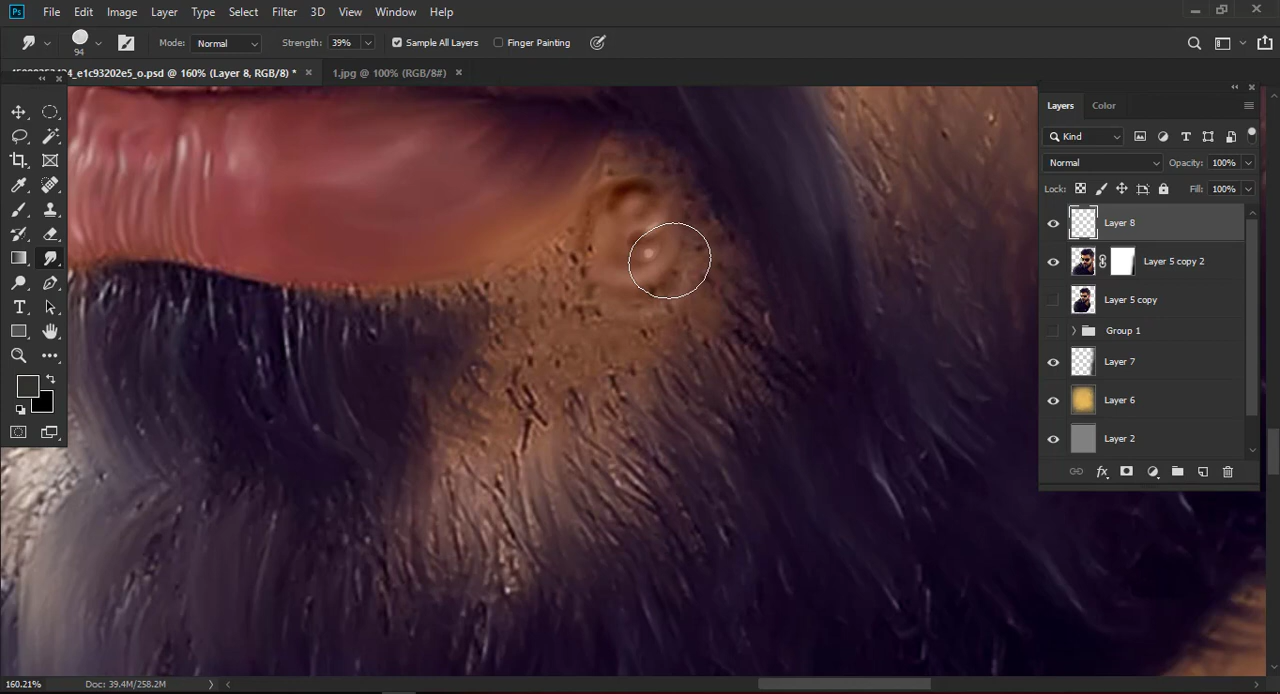 Ps File Edit Image Layer Type Select Filter 3D View Window Help
94 Mode: Normal Strength: 39% Sample All Layers Finger Painting
_e1c93202e5_o.psd @ 160% (Layer 8, RGB/8) * 1.jpg @ 100% (RGB/8#)
Layers Color
Kind
Normal Opacity: 100%
Lock: Fill: 100%
Layer 8
Layer 5 copy 2
Layer 5 copy
Group 1
Layer 7
Layer 6
Layer 2
fx
160.21% Doc: 39.4M/258.2M